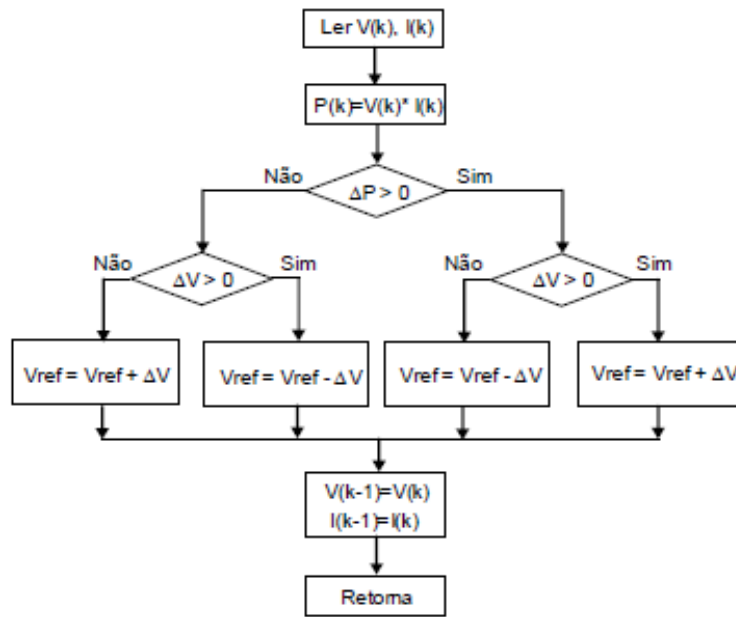 Ler V(k), I(k)
P(k)=V(k)* I(k)
Não
Sim
ΔP > 0
Não
Sim
Não
Sim
ΔV > 0
ΔV > 0
Vref = Vref + ΔV
Vref = Vref - ΔV
Vref = Vref - ΔV
Vref = Vref + ΔV
V(k-1)=V(k)
I(k-1)=I(k)
Retorna